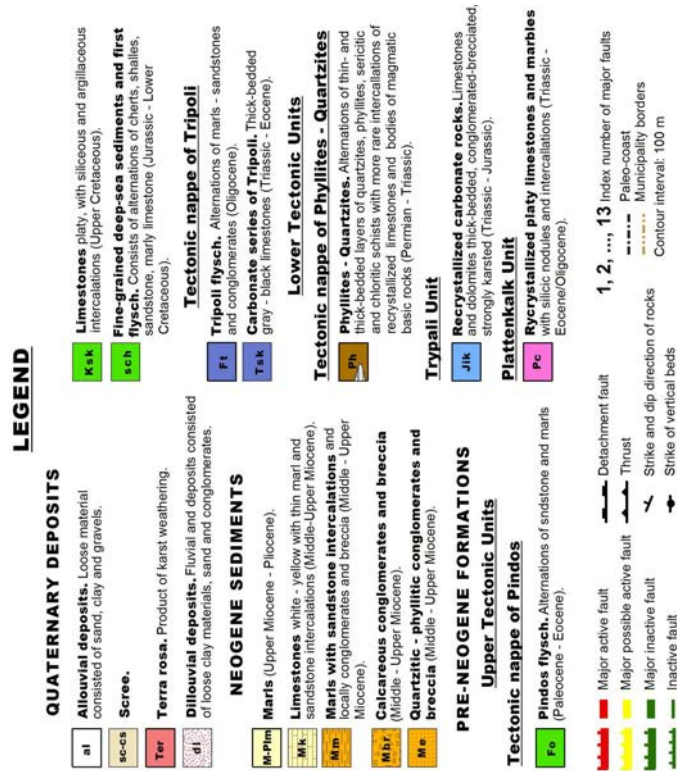 LEGEND
QUATERNARY DEPOSITS
al
Allouvial deposits. Loose material
consisted of sand, clay and gravels.
sc-cs
Scree.
Ter
Terra rosa. Product of karst weathering.
dl
Dillouvial deposits. Fluvial and deposits consisted
of loose clay materials, sand and conglomerates.
NEOGENE SEDIMENTS
M-Plm
Marls (Upper Miocene - Pliocene).
Mk
Limestones white - yellow with thin marl and
sandstone intercalations (Middle-Upper Miocene).
Mm
Marls with sandstone intercalations and
locally conglomerates and breccia (Middle - Upper
Miocene).
Mbr
Calcareous conglomerates and breccia
(Middle - Upper Miocene).
Me
Quartzitic - phyllitic conglomerates and
breccia (Middle - Upper Miocene).
PRE-NEOGENE FORMATIONS
Upper Tectonic Units
Tectonic nappe of Pindos
Fo
Pindos flysch. Alternations of sndstone and marls
(Paleocene - Eocene).
Ksk
Limestones platy, with siliceous and argillaceous
intercalations (Upper Cretaceous).
sch
Fine-grained deep-sea sediments and first
flysch. Consists of alternations of cherts, shalles,
sandstone, marly limestone (Jurassic - Lower
Cretaceous).
Tectonic nappe of Tripoli
Ft
Tripoli flysch. Alternations of marls - sandstones
and conglomerates (Oligocene).
Tsk
Carbonate series of Tripoli. Thick-bedded
gray - black limestones (Triassic - Eocene).
Lower Tectonic Units
Tectonic nappe of Phyllites - Quartzites
Ph
Phyllites - Quartzites. Alternations of thin- and
thick-bedded layers of quartzites, phyllites, sericitic
and chloritic schists with more rare intercalations of
recrystallized limestones and bodies of magmatic
basic rocks (Permian - Triassic).
Trypali Unit
Jik
Recrystallized carbonate rocks. Limestones
and dolomites thick-bedded, conglomerated-brecciated,
strongly karsted (Triassic - Jurassic).
Plattenkalk Unit
Pc
Rycrystallized platy limestones and marbles
with silicic nodules and intercalations (Triassic -
Eocene/Oligocene).
Major active fault
Major possible active fault
Major inactive fault
Inactive fault
Detachment fault
Thrust
Strike and dip direction of rocks
Strike of vertical beds
1, 2, ..., 13 Index number of major faults
Paleo-coast
Municipality borders
Contour interval: 100 m